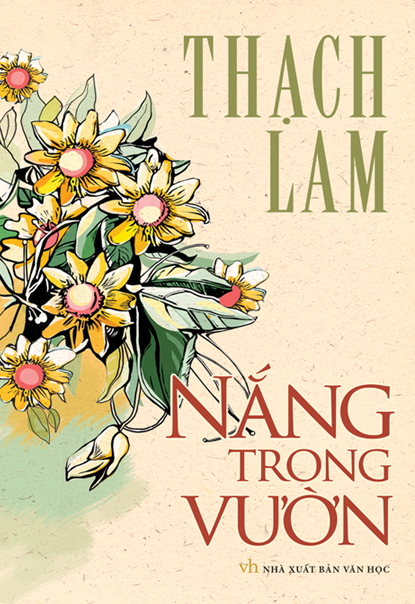 THẠCH
LAM
NẮNG
TRONG
VƯỜN
vh NHÀ XUẤT BẢN VĂN HỌC